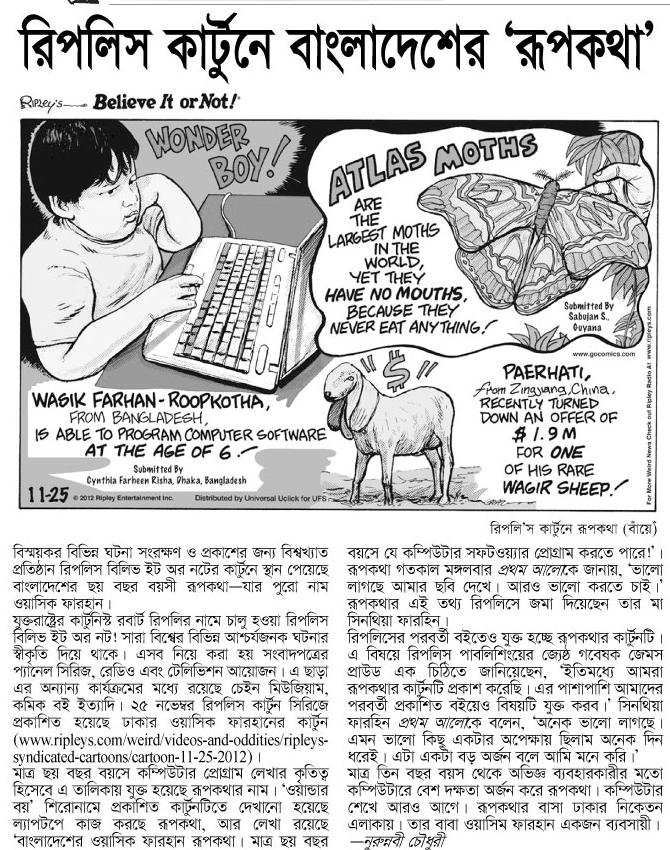 রিপলিস কার্টুনে বাংলাদেশের 'রূপকথা'
Ripley's Believe It or Not!®
WONDER
BOY!
ATLAS MOTHS
ARE
THE
LARGEST MOTHS
IN THE
WORLD,
YET THEY
HAVE NO MOUTHS,
BECAUSE THEY
NEVER EAT ANYTHING!
Submitted By
Sabujan S.,
Guyana
www.gocomics.com
WASIK FARHAN-ROOPKOTHA,
FROM BANGLADESH,
IS ABLE TO PROGRAM COMPUTER SOFTWARE
AT THE AGE OF 6!
Submitted By
Cynthia Farheen Risha, Dhaka, Bangladesh
$
PAERHATI,
from Zingyang, China,
RECENTLY TURNED
DOWN AN OFFER OF
$1.9M
FOR ONE
OF HIS RARE
WAGIR SHEEP!
11-25 © 2012 Ripley Entertainment Inc. Distributed by Universal Uclick for UFS
For More Weird News Check out Ripley Radio At www.ripleys.com
রিপলি'স কার্টুনে রূপকথা (বাঁয়ে)
বিস্ময়কর বিভিন্ন ঘটনা সংরক্ষণ ও প্রকাশের জন্য বিশ্বখ্যাত
প্রতিষ্ঠান রিপলিস বিলিভ ইট অর নটের কার্টুনে স্থান পেয়েছে
বাংলাদেশের ছয় বছর বয়সী রূপকথা—যার পুরো নাম
ওয়াসিক ফারহান।
যুক্তরাষ্ট্রের কার্টুনিস্ট রবার্ট রিপলির নামে চালু হওয়া রিপলিস
বিলিভ ইট অর নট! সারা বিশ্বের বিভিন্ন আশ্চর্যজনক ঘটনার
স্বীকৃতি দিয়ে থাকে। এসব নিয়ে করা হয় সংবাদপত্রের
প্যানেল সিরিজ, রেডিও এবং টেলিভিশন আয়োজন। এ ছাড়া
এর অন্যান্য কার্যক্রমের মধ্যে রয়েছে চেইন মিউজিয়াম,
কমিক বই ইত্যাদি। ২৫ নভেম্বর রিপলিস কার্টুন সিরিজে
প্রকাশিত হয়েছে ঢাকার ওয়াসিক ফারহানের কার্টুন
(www.ripleys.com/weird/videos-and-oddities/ripleys-
syndicated-cartoons/cartoon-11-25-2012)।
মাত্র ছয় বছর বয়সে কম্পিউটার প্রোগ্রাম লেখার কৃতিত্ব
হিসেবে এ তালিকায় যুক্ত হয়েছে রূপকথার নাম। 'ওয়ান্ডার
বয়' শিরোনামে প্রকাশিত কার্টুনটিতে দেখানো হয়েছে
ল্যাপটপে কাজ করছে রূপকথা, আর লেখা রয়েছে
'বাংলাদেশের ওয়াসিক ফারহান রূপকথা। মাত্র ছয় বছর
বয়সে যে কম্পিউটার সফটওয়্যার প্রোগ্রাম করতে পারে!'।
রূপকথা গতকাল মঙ্গলবার প্রথম আলোকে জানায়, 'ভালো
লাগছে আমার ছবি দেখে। আরও ভালো করতে চাই।'
রূপকথার এই তথ্য রিপলিসে জমা দিয়েছেন তার মা
সিনথিয়া ফারহিন।
রিপলিসের পরবর্তী বইতেও যুক্ত হচ্ছে রূপকথার কার্টুনটি।
এ বিষয়ে রিপলিস পাবলিশিংয়ের জ্যেষ্ঠ গবেষক জেমস
প্রাউড এক চিঠিতে জানিয়েছেন, 'ইতিমধ্যে আমরা
রূপকথার কার্টুনটি প্রকাশ করেছি। এর পাশাপাশি আমাদের
পরবর্তী প্রকাশিত বইয়েও বিষয়টি যুক্ত করব।' সিনথিয়া
ফারহিন প্রথম আলোকে বলেন, 'অনেক ভালো লাগছে।
এমন ভালো কিছু একটার অপেক্ষায় ছিলাম অনেক দিন
ধরেই। এটা একটা বড় অর্জন বলে আমি মনে করি।'
মাত্র তিন বছর বয়স থেকে অভিজ্ঞ ব্যবহারকারীর মতো
কম্পিউটারে বেশ দক্ষতা অর্জন করে রূপকথা। কম্পিউটার
শেখে আরও আগে। রূপকথার বাসা ঢাকার নিকেতন
এলাকায়। তার বাবা ওয়াসিম ফারহান একজন ব্যবসায়ী।
—নুরুন্নবী চৌধুরী